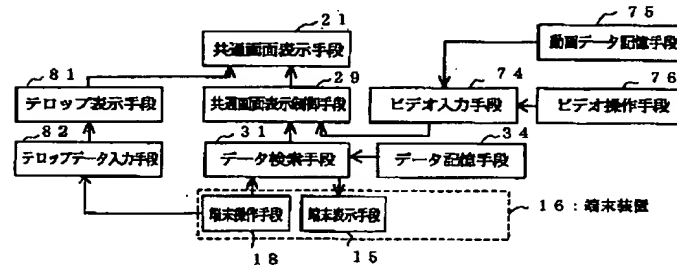 ２１
７５
共通画面表示手段
動画データ記憶手段
８１
２９
７４
７６
テロップ表示手段
共通画面表示制御手段
ビデオ入力手段
ビデオ操作手段
８２
３１
３４
テロップデータ入力手段
データ検索手段
データ記憶手段
端末操作手段
端末表示手段
１６：端末装置
１８
１５